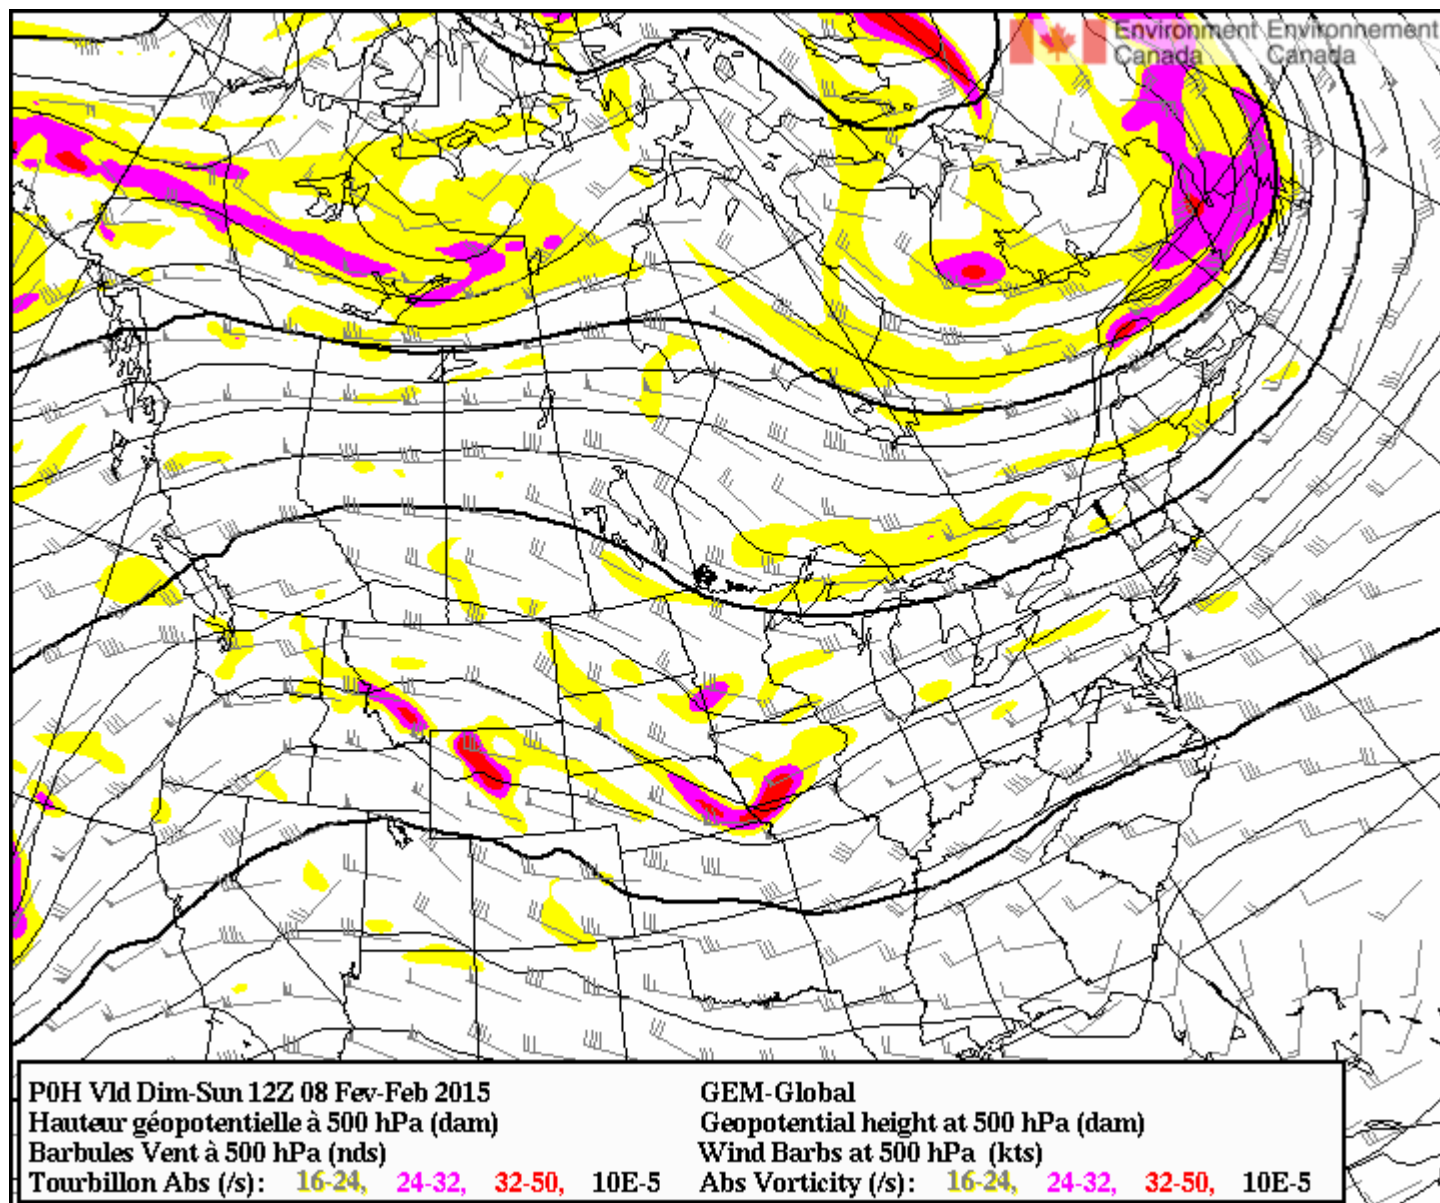 Environment Environnement
Canada Canada
P0H Vld Dim-Sun 12Z 08 Fev-Feb 2015 GEM-Global
Hauteur géopotentielle à 500 hPa (dam) Geopotential height at 500 hPa (dam)
Barbules Vent à 500 hPa (nds) Wind Barbs at 500 hPa (kts)
Tourbillon Abs (/s): 16-24, 24-32, 32-50, 10E-5 Abs Vorticity (/s): 16-24, 24-32, 32-50, 10E-5